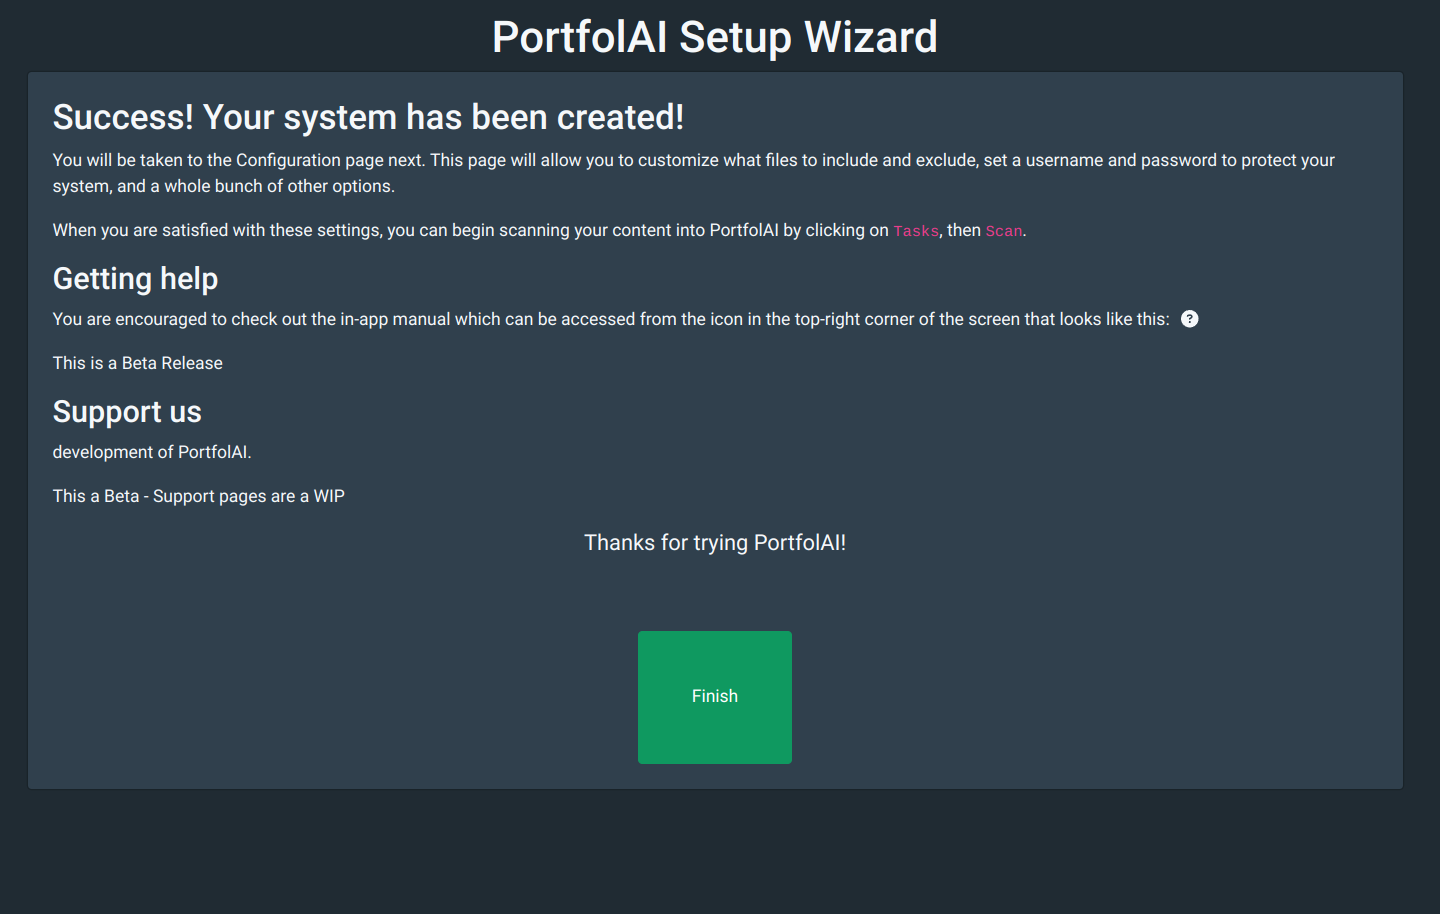 PortfolAI Setup Wizard
Success! Your system has been created!
You will be taken to the Configuration page next. This page will allow you to customize what files to include and exclude, set a username and password to protect your
system, and a whole bunch of other options.
When you are satisfied with these settings, you can begin scanning your content into PortfolAI by clicking on Tasks, then Scan.
Getting help
You are encouraged to check out the in-app manual which can be accessed from the icon in the top-right corner of the screen that looks like this: ?
This is a Beta Release
Support us
development of PortfolAI.
This a Beta - Support pages are a WIP
Thanks for trying PortfolAI!
Finish